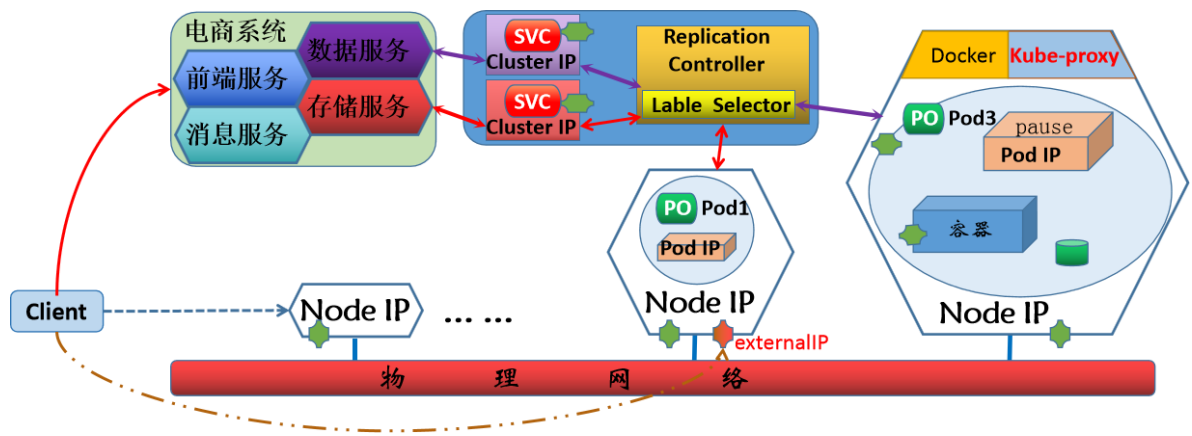 电商系统
数据服务
前端服务
存储服务
消息服务
SVC
Cluster IP
SVC
Cluster IP
Replication
Controller
Lable Selector
Docker
Kube-proxy
PO
Pod3
pause
Pod IP
容器
Node IP
PO
Pod1
Pod IP
Node IP
externalIP
Client
Node IP
... ...
物理网络